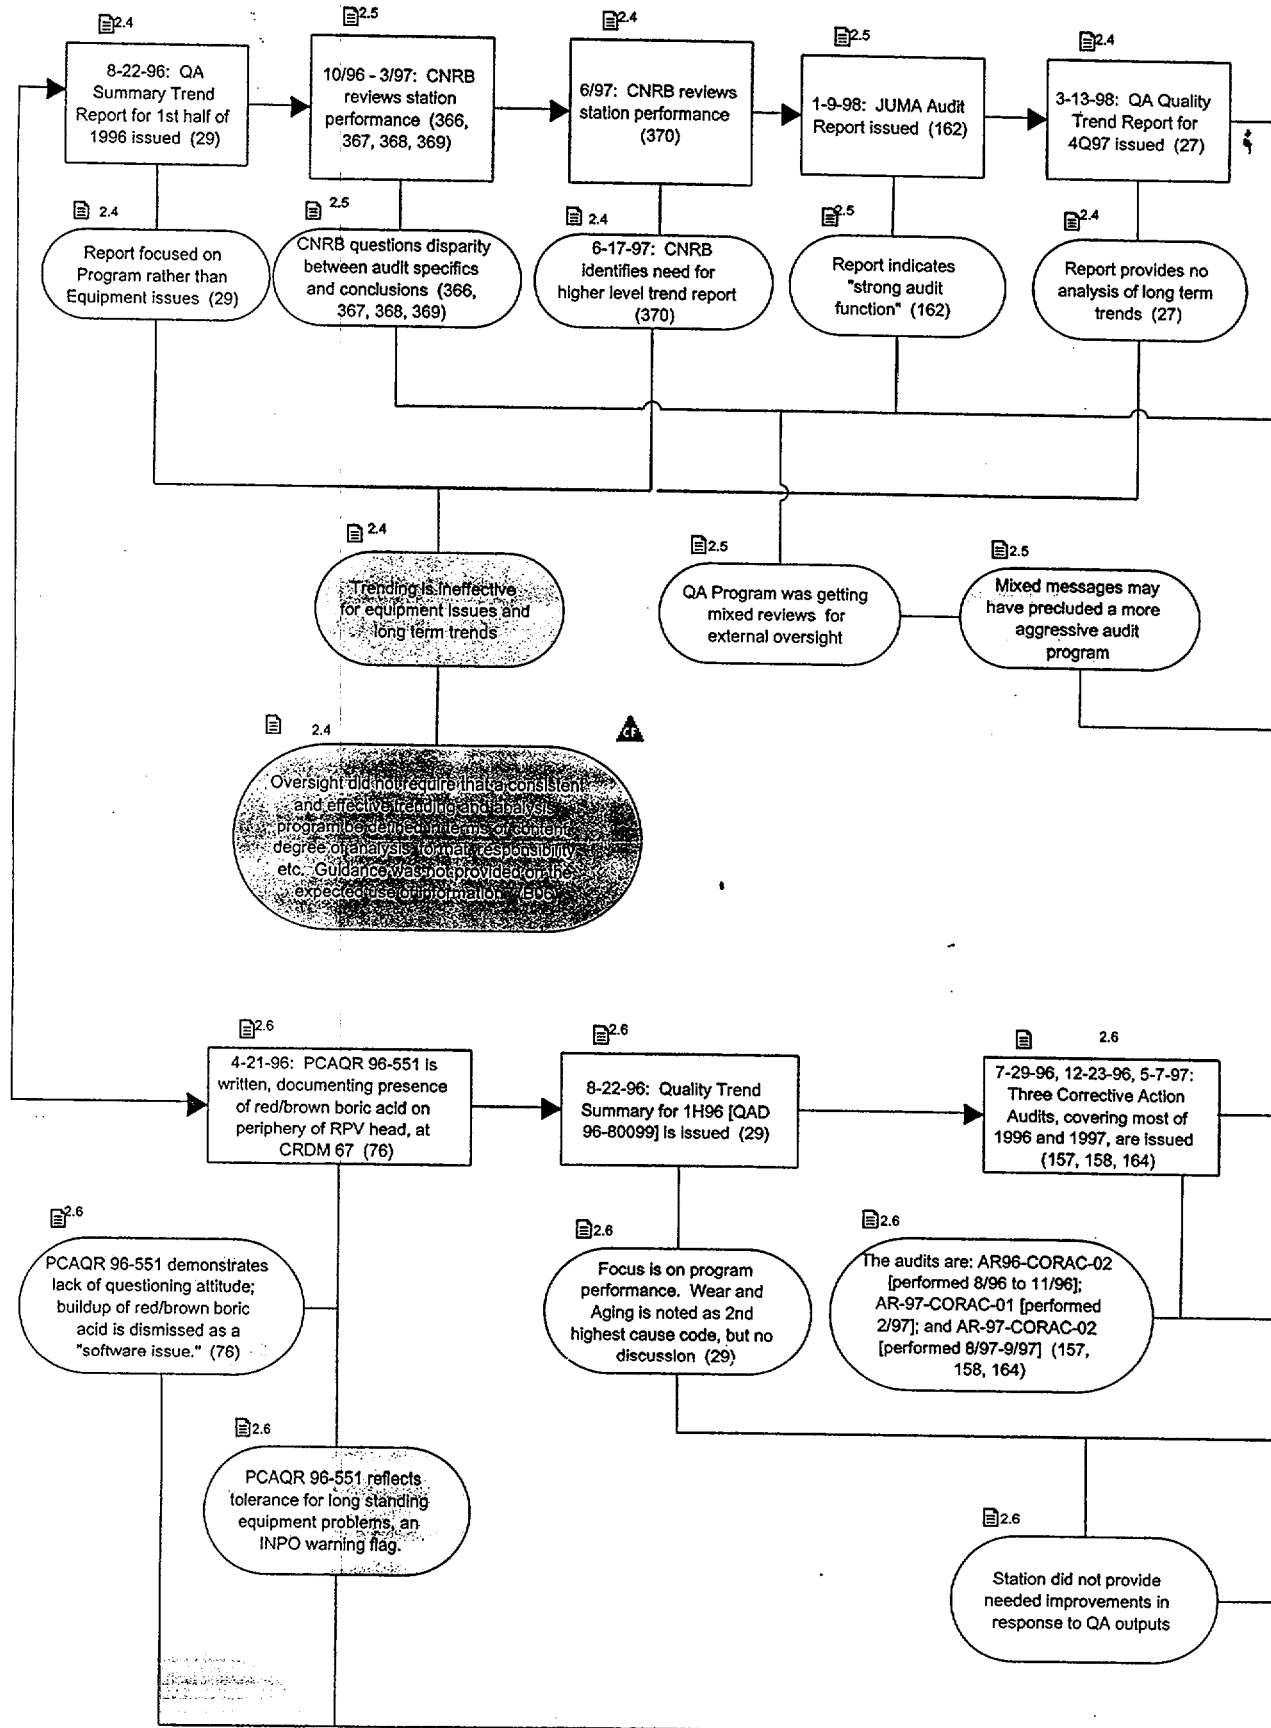 2.4
8-22-96: QA
Summary Trend
Report for 1st half of
1996 issued (29)
2.5
10/96 - 3/97: CNRB
reviews station
performance (366,
367, 368, 369)
2.4
6/97: CNRB reviews
station performance
(370)
2.5
1-9-98: JUMA Audit
Report issued (162)
2.4
3-13-98: QA Quality
Trend Report for
4Q97 issued (27)
2.4
Report focused on
Program rather than
Equipment issues (29)
2.5
CNRB questions disparity
between audit specifics
and conclusions (366,
367, 368, 369)
2.4
6-17-97: CNRB
identifies need for
higher level trend report
(370)
2.5
Report indicates
"strong audit
function" (162)
2.4
Report provides no
analysis of long term
trends (27)
2.4
Trending is ineffective
for equipment issues and
long term trends
2.5
QA Program was getting
mixed reviews for
external oversight
2.5
Mixed messages may
have precluded a more
aggressive audit
program
2.4
CF
Oversight did not require that a consistent
and effective trending and analysis
program be defined in terms of content,
degree of analysis, format, responsibility
etc. Guidance was not provided on the
expected use of information.
2.6
4-21-96: PCAQR 96-551 is
written, documenting presence
of red/brown boric acid on
periphery of RPV head, at
CRDM 67 (76)
2.6
8-22-96: Quality Trend
Summary for 1H96 [QAD
96-80099] is issued (29)
2.6
7-29-96, 12-23-96, 5-7-97:
Three Corrective Action
Audits, covering most of
1996 and 1997, are issued
(157, 158, 164)
2.6
PCAQR 96-551 demonstrates
lack of questioning attitude;
buildup of red/brown boric
acid is dismissed as a
"software issue." (76)
2.6
Focus is on program
performance. Wear and
Aging is noted as 2nd
highest cause code, but no
discussion (29)
2.6
The audits are: AR96-CORAC-02
[performed 8/96 to 11/96];
AR-97-CORAC-01 [performed
2/97]; and AR-97-CORAC-02
[performed 8/97-9/97] (157,
158, 164)
2.6
PCAQR 96-551 reflects
tolerance for long standing
equipment problems, an
INPO warning flag.
2.6
Station did not provide
needed improvements in
response to QA outputs